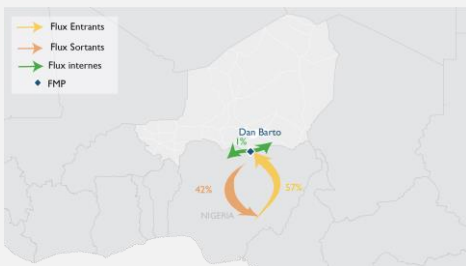 Flux Entrants
Flux Sortants
Flux internes
FMP
Dan Barto
1%
42%
57%
NIGERIA